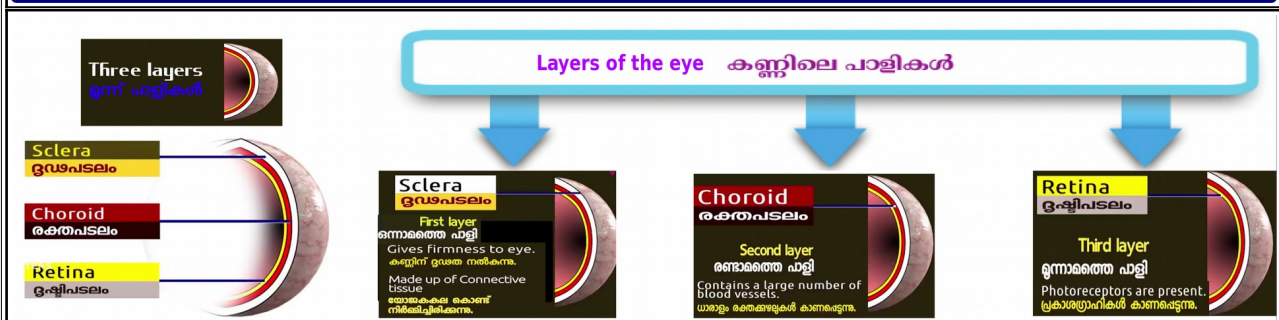 Three layers
മൂന്ന് പാളികൾ
Sclera
ദൃഢപടലം
Choroid
രക്തപടലം
Retina
ദൃഷ്ടിപടലം
Layers of the eye കണ്ണിലെ പാളികൾ
Sclera
ദൃഢപടലം
First layer
ഒന്നാമത്തെ പാളി
Gives firmness to eye.
കണ്ണിന് ദൃഢത നൽകുന്നു.
Made up of Connective
tissue
യോജകകല കൊണ്ട്
നിർമ്മിച്ചിരിക്കുന്നു.
Choroid
രക്തപടലം
Second layer
രണ്ടാമത്തെ പാളി
Contains a large number of
blood vessels.
ധാരാളം രക്തക്കുഴലുകൾ കാണപ്പെടുന്നു.
Retina
ദൃഷ്ടിപടലം
Third layer
മൂന്നാമത്തെ പാളി
Photoreceptors are present.
പ്രകാശഗ്രാഹികൾ കാണപ്പെടുന്നു.